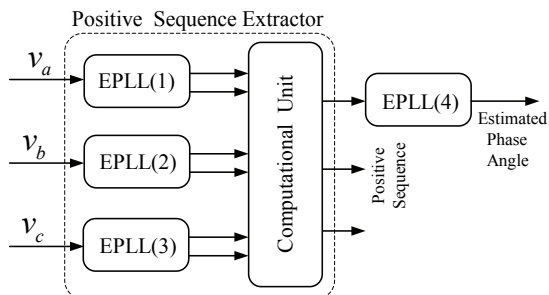 Positive Sequence Extractor
v_a
EPLL(1)
v_b
EPLL(2)
v_c
EPLL(3)
Computational Unit
EPLL(4)
Estimated
Phase
Angle
Positive
Sequence